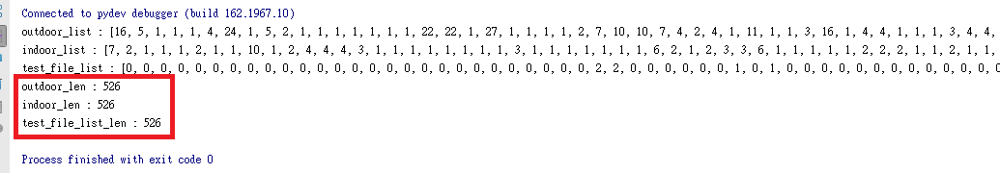 Connected to pydev debugger (build 162.1967.10)
outdoor_list : [16, 5, 1, 1, 1, 4, 24, 1, 5, 2, 1, 1, 1, 1, 1, 1, 1, 22, 22, 1, 27, 1, 1, 1, 1, 2, 7, 10, 10, 7, 4, 2, 4, 1, 11, 1, 1, 3, 16, 1, 4, 4, 1, 1, 1, 3, 4, 4,
indoor_list : [7, 2, 1, 1, 1, 2, 1, 1, 10, 1, 2, 4, 4, 4, 3, 1, 1, 1, 1, 1, 1, 1, 1, 1, 3, 1, 1, 1, 1, 1, 1, 1, 6, 2, 1, 2, 3, 3, 6, 1, 1, 1, 1, 1, 2, 2, 2, 1, 1, 2, 1, 1,
test_file_list : [0, 0, 0, 0, 0, 0, 0, 0, 0, 0, 0, 0, 0, 0, 0, 0, 0, 0, 0, 0, 0, 0, 0, 0, 0, 0, 0, 2, 2, 0, 0, 0, 0, 0, 0, 1, 0, 1, 0, 0, 0, 0, 0, 0, 0, 0, 0, 0, 0, 0,
outdoor_len : 526
indoor_len : 526
test_file_list_len : 526
Process finished with exit code 0